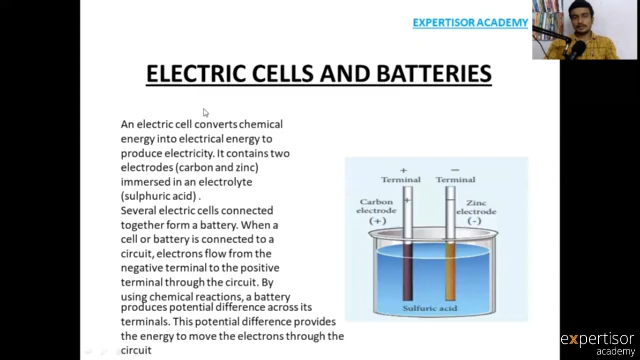 EXPERTISOR ACADEMY
ELECTRIC CELLS AND BATTERIES
An electric cell converts chemical
energy into electrical energy to
produce electricity. It contains two
electrodes (carbon and zinc)
immersed in an electrolyte
(sulphuric acid) .
Several electric cells connected
together form a battery. When a
cell or battery is connected to a
circuit, electrons flow from the
negative terminal to the positive
terminal through the circuit. By
using chemical reactions, a battery
produces potential difference across its
terminals. This potential difference provides
the energy to move the electrons through the
circuit
+ −
Terminal Terminal
Carbon
electrode
(+)
Zinc
electrode
(-)
+ −
Sulfuric acid
expertisor
academy